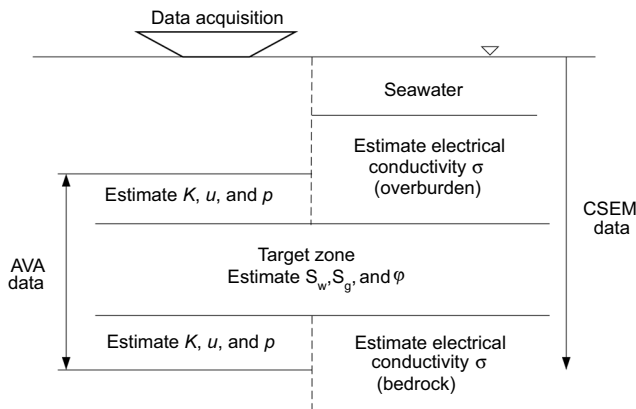 Data acquisition
Seawater
Estimate electrical
conductivity σ
(overburden)
Estimate K, u, and p
CSEM
data
AVA
data
Target zone
Estimate S_w, S_g, and φ
Estimate K, u, and p
Estimate electrical
conductivity σ
(bedrock)